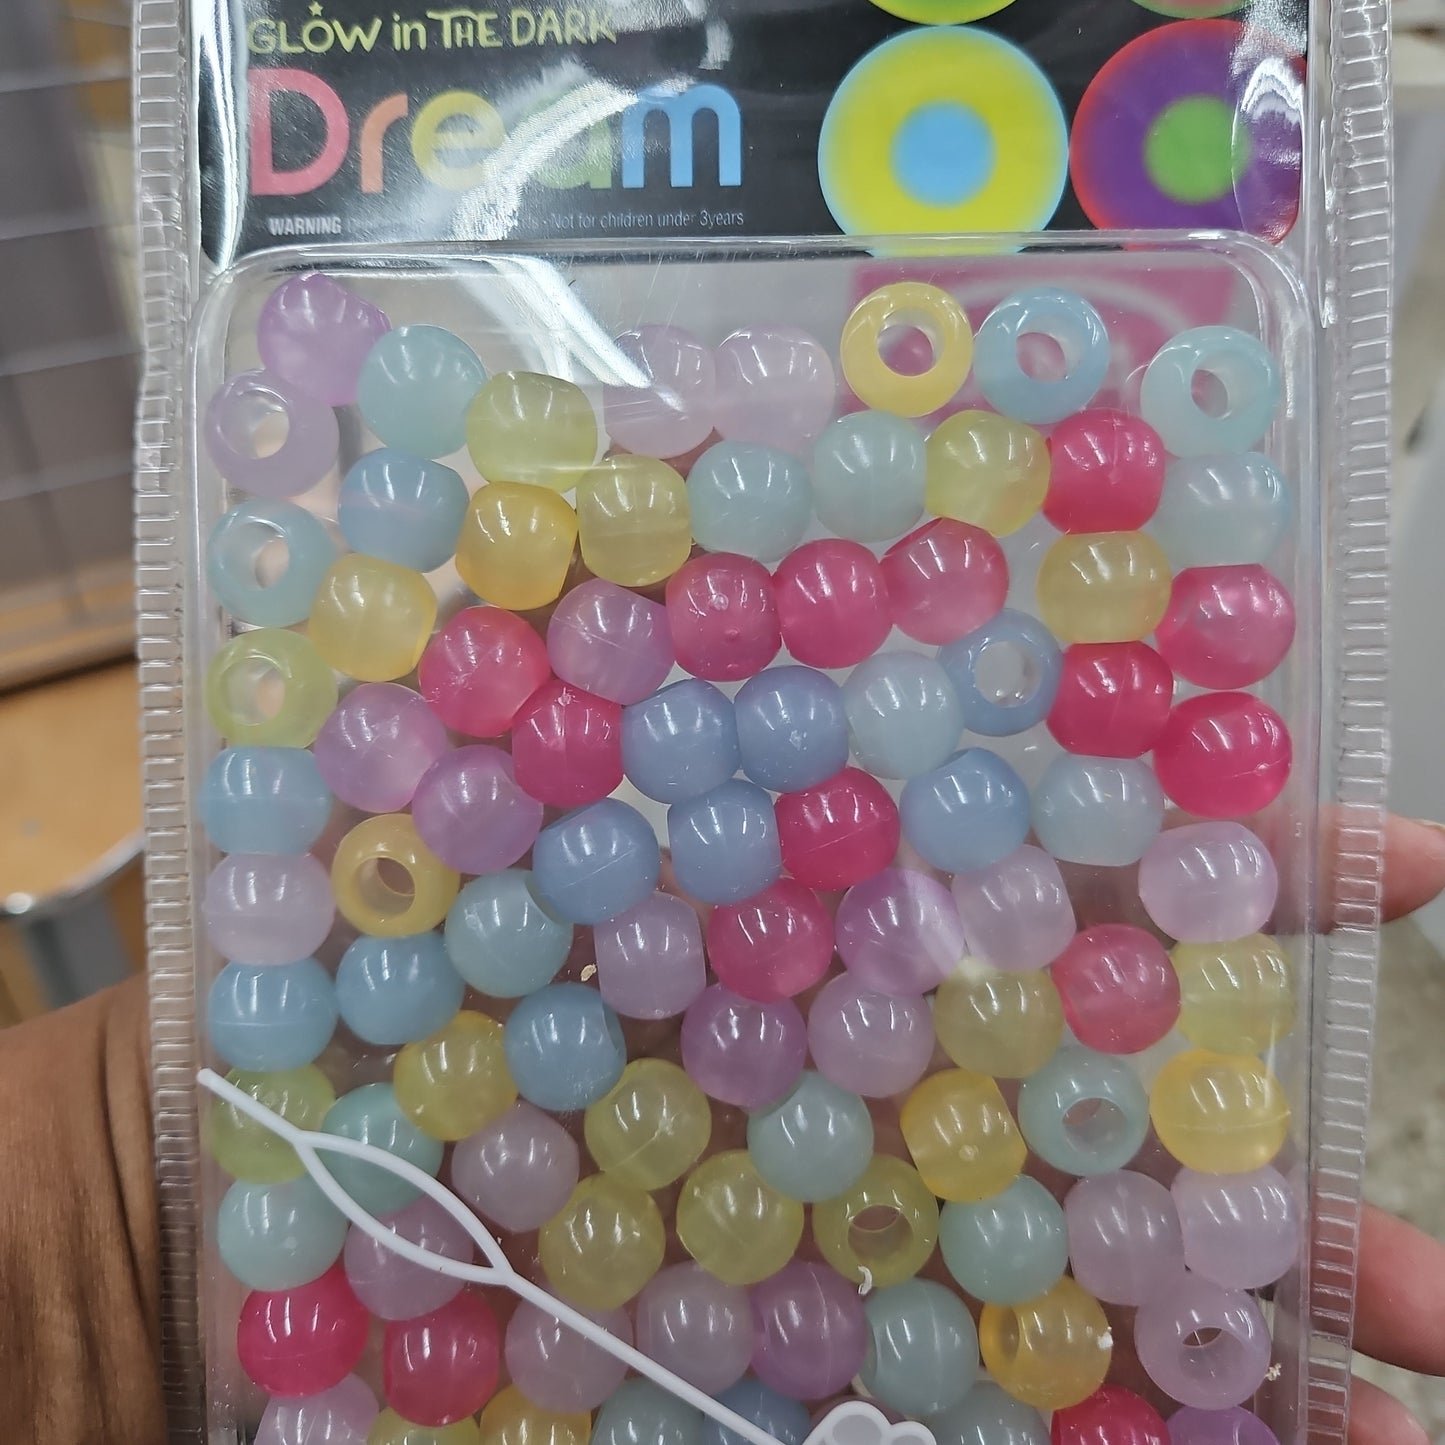 GLOW in THE DARK
Dream
WARNING • Not for children under 3years